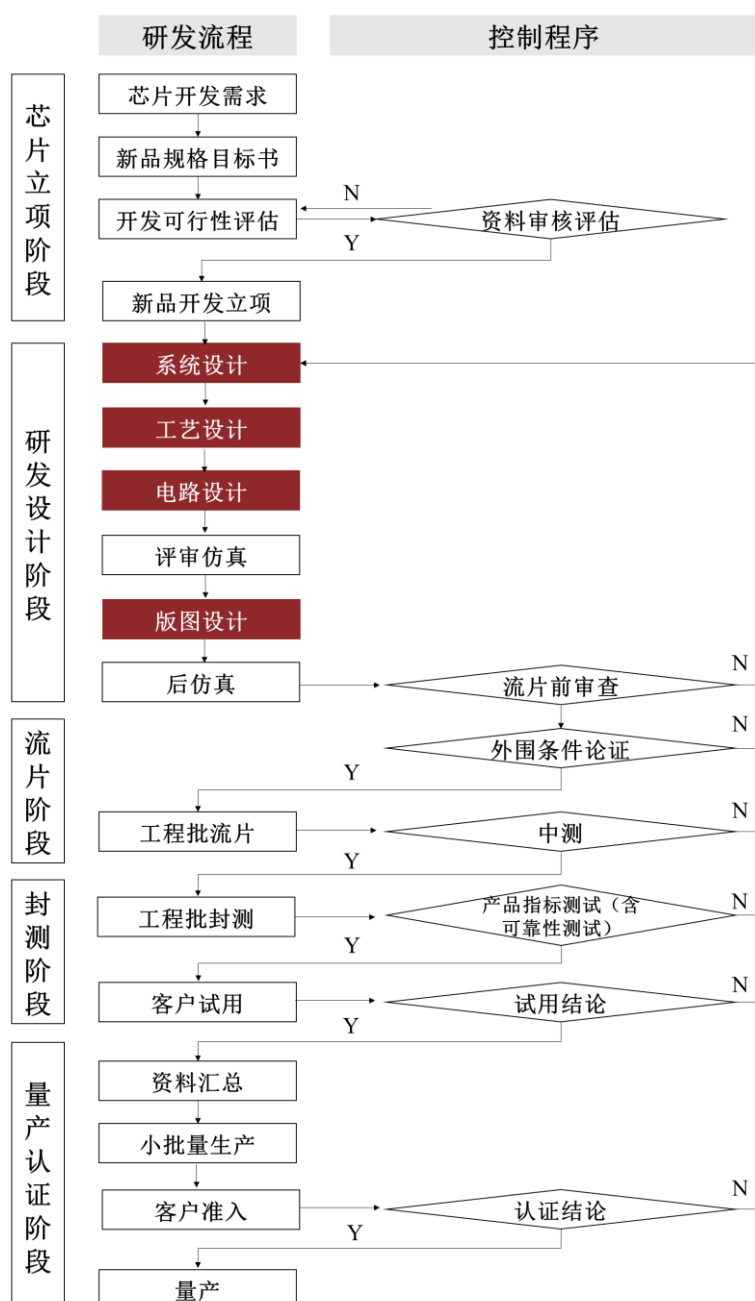 研发流程
控制程序
芯片立项阶段
芯片开发需求
新品规格目标书
N
开发可行性评估
资料审核评估
Y
新品开发立项
研发设计阶段
系统设计
工艺设计
电路设计
评审仿真
版图设计
N
后仿真
流片前审查
流片阶段
N
外围条件论证
Y
N
工程批流片
中测
Y
封测阶段
N
工程批封测
产品指标测试（含
可靠性测试）
Y
N
客户试用
试用结论
Y
量产认证阶段
资料汇总
小批量生产
N
客户准入
认证结论
Y
量产